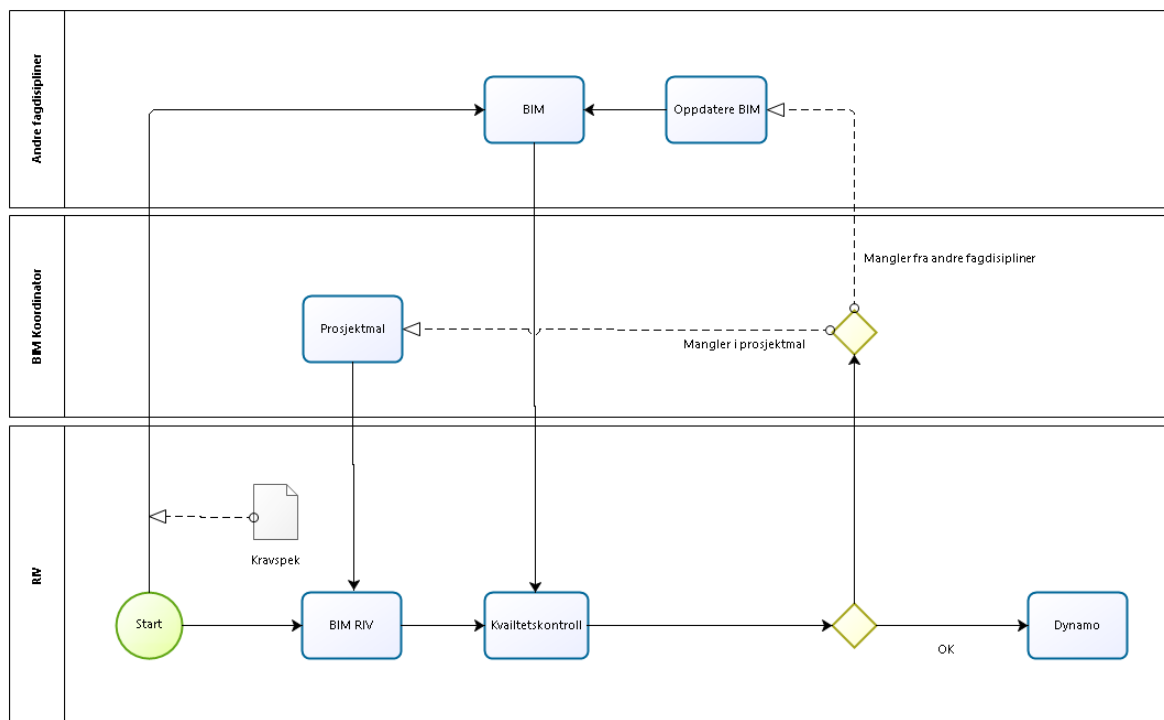 Andre fagdisipliner
BIM
Oppdatere BIM
BIM Koordinator
Mangler fra andre fagdisipliner
Prosjektmal
Mangler i prosjektmal
RIV
Kravspek
Start
BIM RIV
Kvailtetskontroll
OK
Dynamo